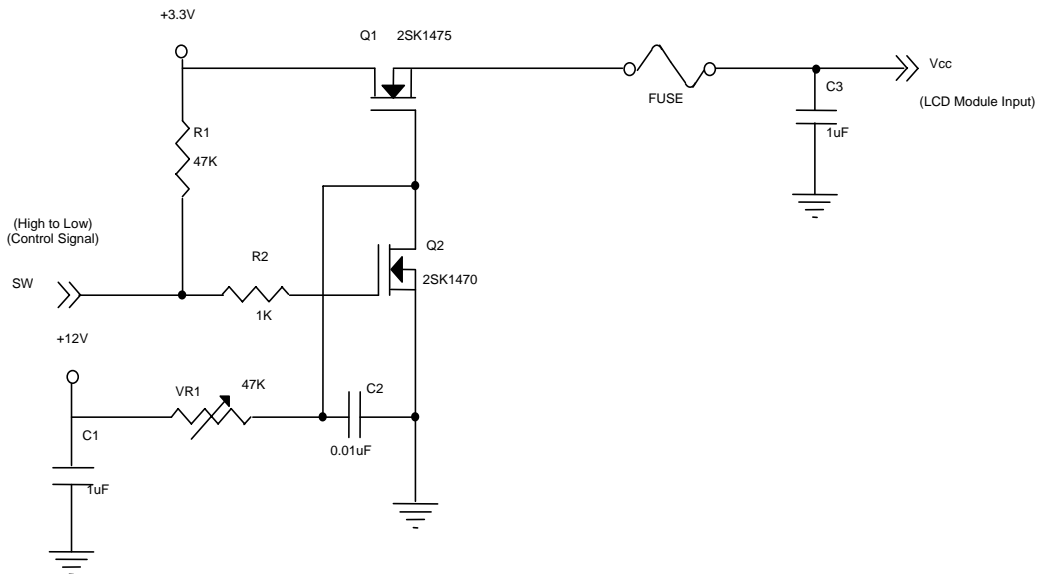 +3.3V
Q1
2SK1475
FUSE
Vcc
(LCD Module Input)
C3
1uF
R1
47K
(High to Low)
(Control Signal)
SW
R2
1K
Q2
2SK1470
+12V
VR1
47K
C2
0.01uF
C1
1uF